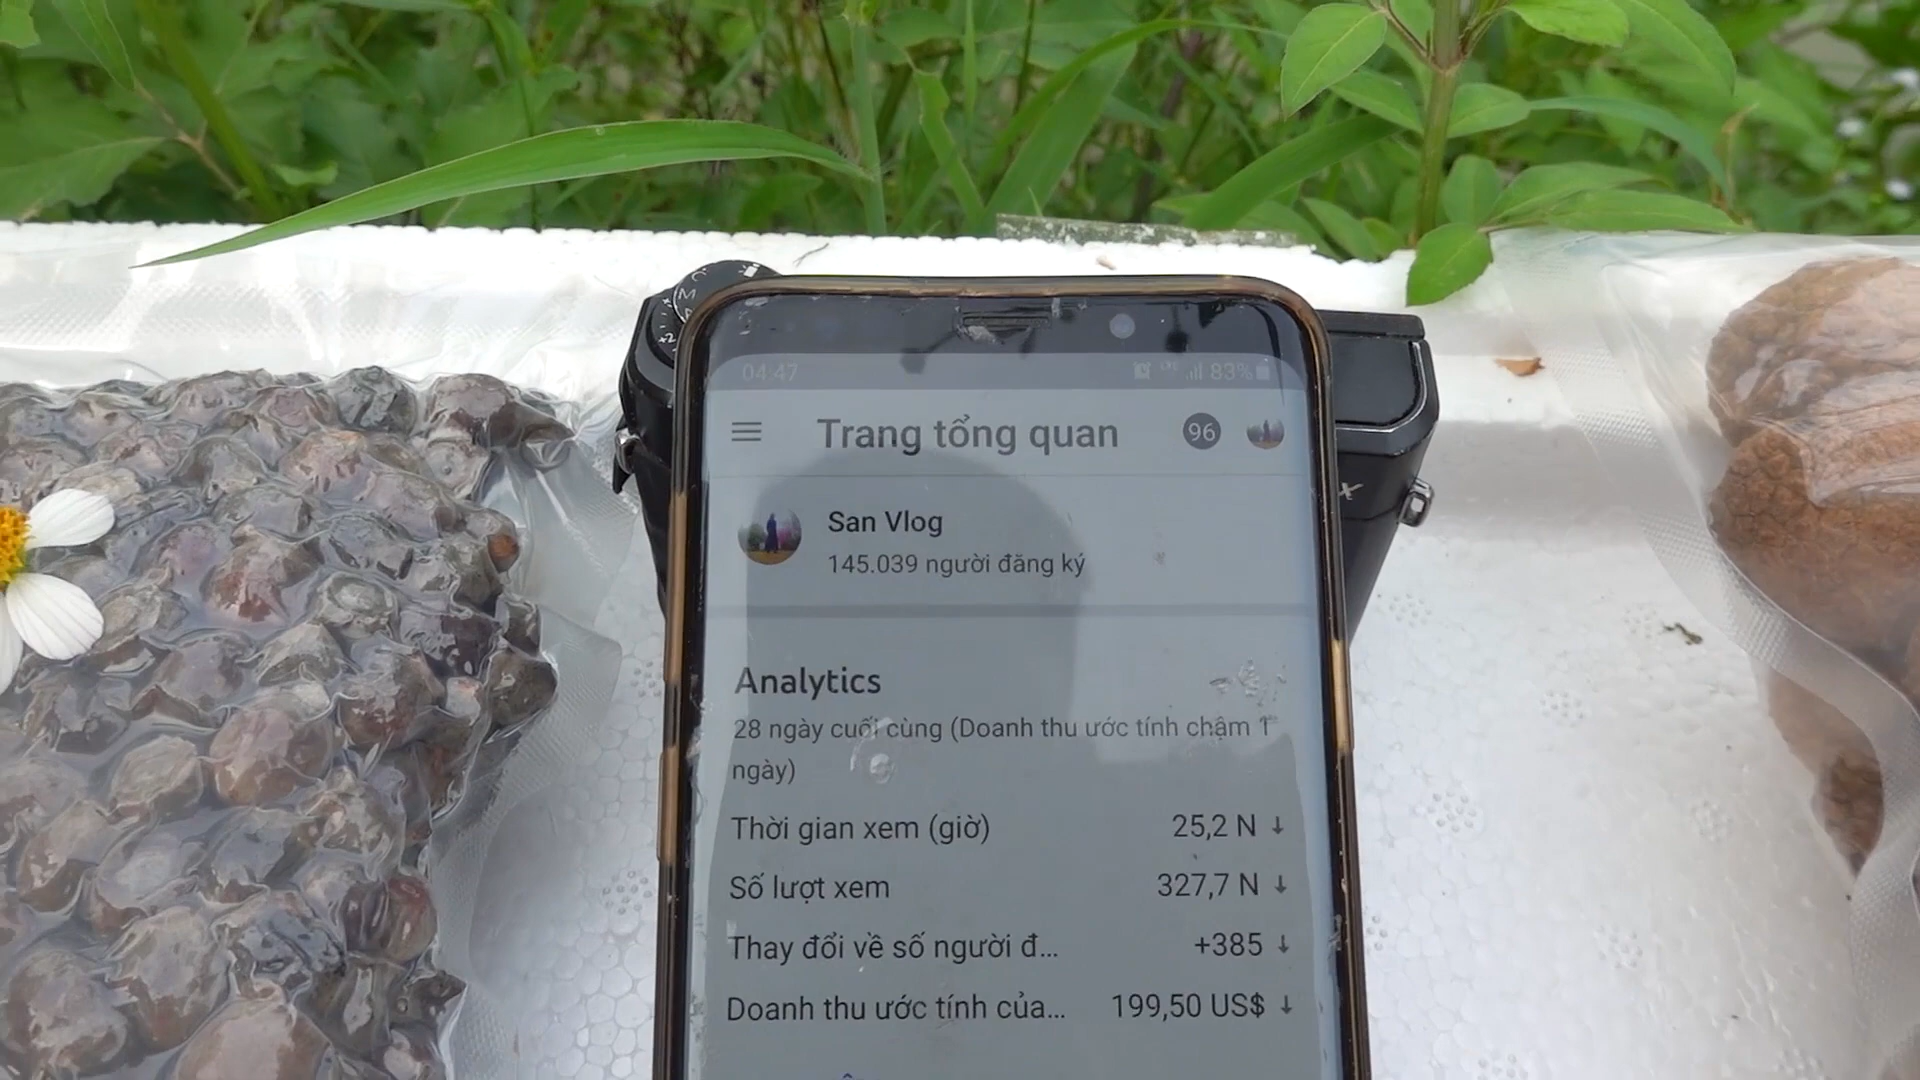 M
+2
04:47
83%
Trang tổng quan
96
X
San Vlog
145.039 người đăng ký
Analytics
28 ngày cuối cùng (Doanh thu ước tính chậm 1
ngày)
Thời gian xem (giờ) 25,2 N ↓
Số lượt xem 327,7 N ↓
Thay đổi về số người đ... +385 ↓
Doanh thu ước tính của... 199,50 US$ ↓